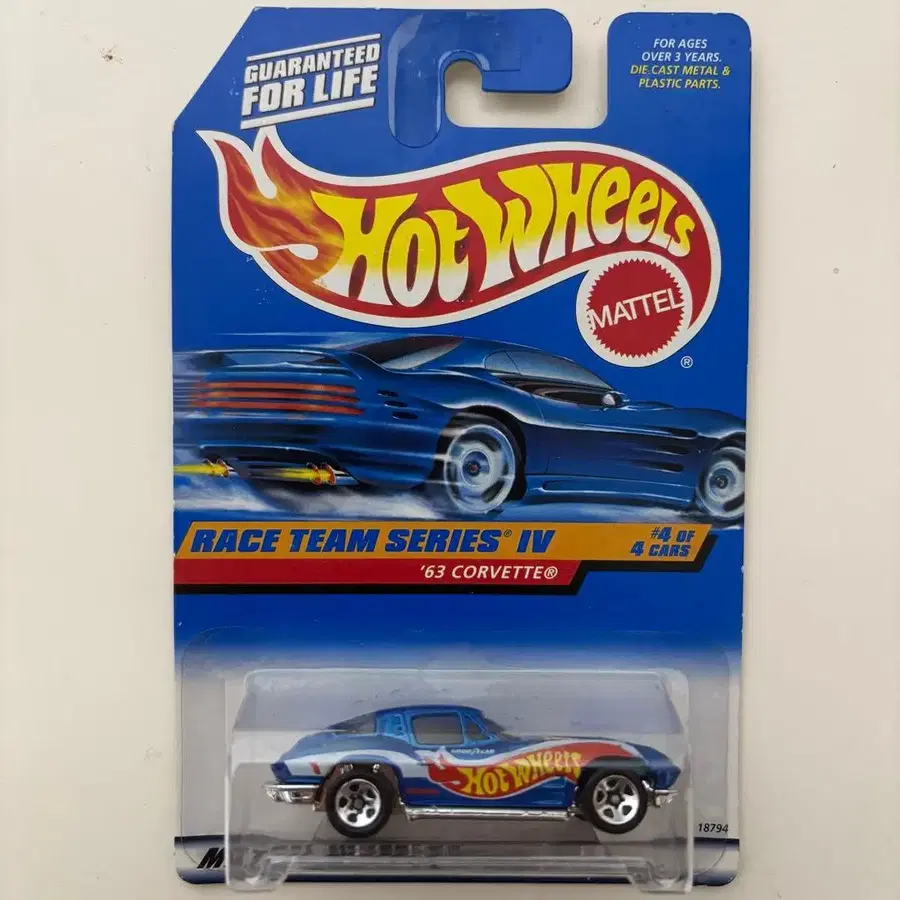 GUARANTEED
FOR LIFE
FOR AGES
OVER 3 YEARS.
DIE CAST METAL &
PLASTIC PARTS.
HOT WHEELS
MATTEL
®
RACE TEAM SERIES® IV
#4 OF
4 CARS
'63 CORVETTE®
GOODYEAR
HOT WHEELS
18794